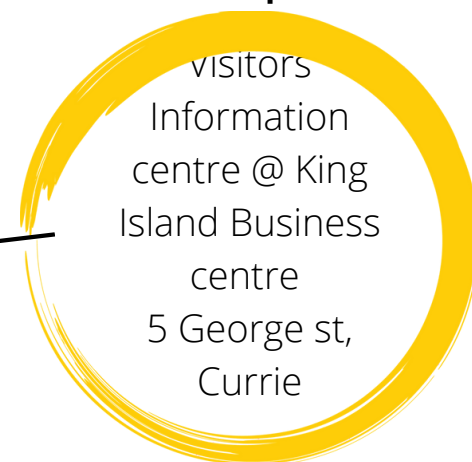 Visitors
Information
centre @ King
Island Business
centre
5 George st,
Currie